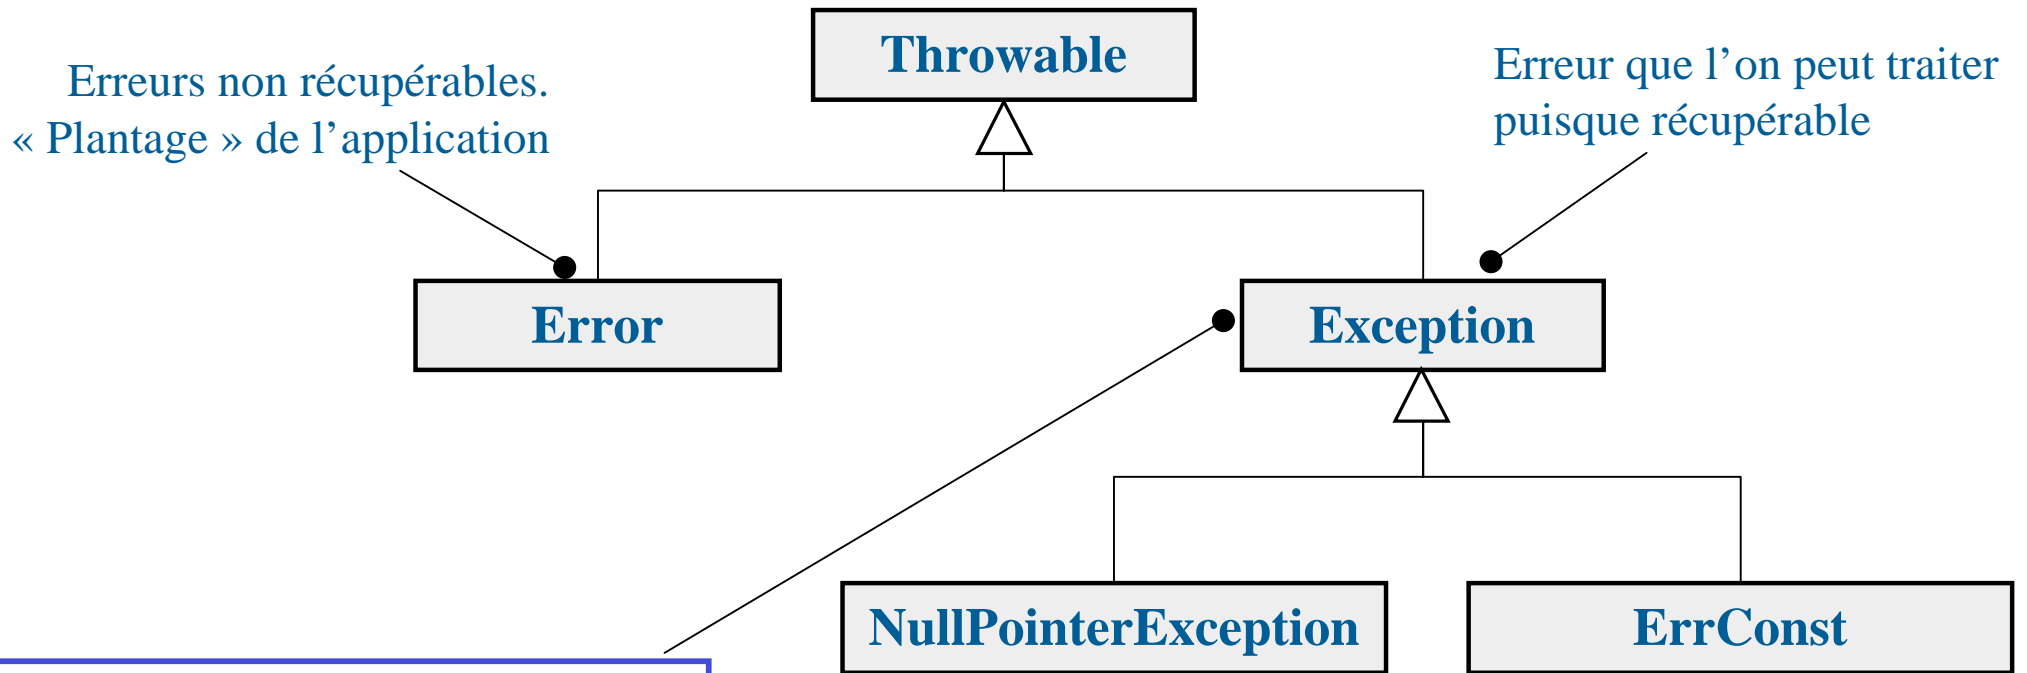 Throwable
Erreurs non récupérables.
« Plantage » de l’application
Erreur que l’on peut traiter
puisque récupérable
Error
Exception
NullPointerException
ErrConst